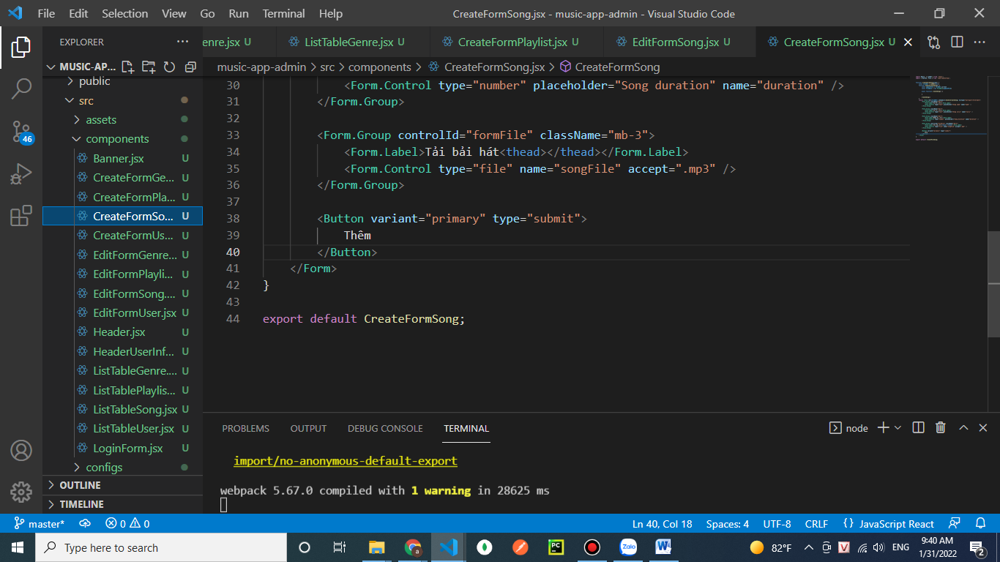 File Edit Selection View Go Run Terminal Help CreateFormSong.jsx - music-app-admin - Visual Studio Code
EXPLORER ···
enre.jsx U ListTableGenre.jsx U CreateFormPlaylist.jsx U EditFormSong.jsx U CreateFormSong.jsx U
MUSIC-AP...
music-app-admin > src > components > CreateFormSong.jsx > CreateFormSong
public
src
assets
components
Banner.jsx U
CreateFormGe... U
CreateFormPla... U
CreateFormSo... U
CreateFormUs... U
EditFormGenre... U
EditFormPlayli... U
EditFormSong.... U
EditFormUser.jsx U
Header.jsx U
HeaderUserInf... U
ListTableGenre.... U
ListTablePlaylis... U
ListTableSong.jsx U
ListTableUser.jsx U
LoginForm.jsx U
configs
OUTLINE
TIMELINE
46
30 <Form.Control type="number" placeholder="Song duration" name="duration" />
31 </Form.Group>
32
33 <Form.Group controlId="formFile" className="mb-3">
34 <Form.Label>Tải bải hát<thead></thead></Form.Label>
35 <Form.Control type="file" name="songFile" accept=".mp3" />
36 </Form.Group>
37
38 <Button variant="primary" type="submit">
39 Thêm
40 </Button>
41 </Form>
42 }
43
44 export default CreateFormSong;
PROBLEMS OUTPUT DEBUG CONSOLE TERMINAL node
import/no-anonymous-default-export
webpack 5.67.0 compiled with 1 warning in 28625 ms
master* 0 0 Ln 40, Col 18 Spaces: 4 UTF-8 CRLF {} JavaScript React
Type here to search a PC Zalo W 82°F V ENG 9:40 AM
1/31/2022
2